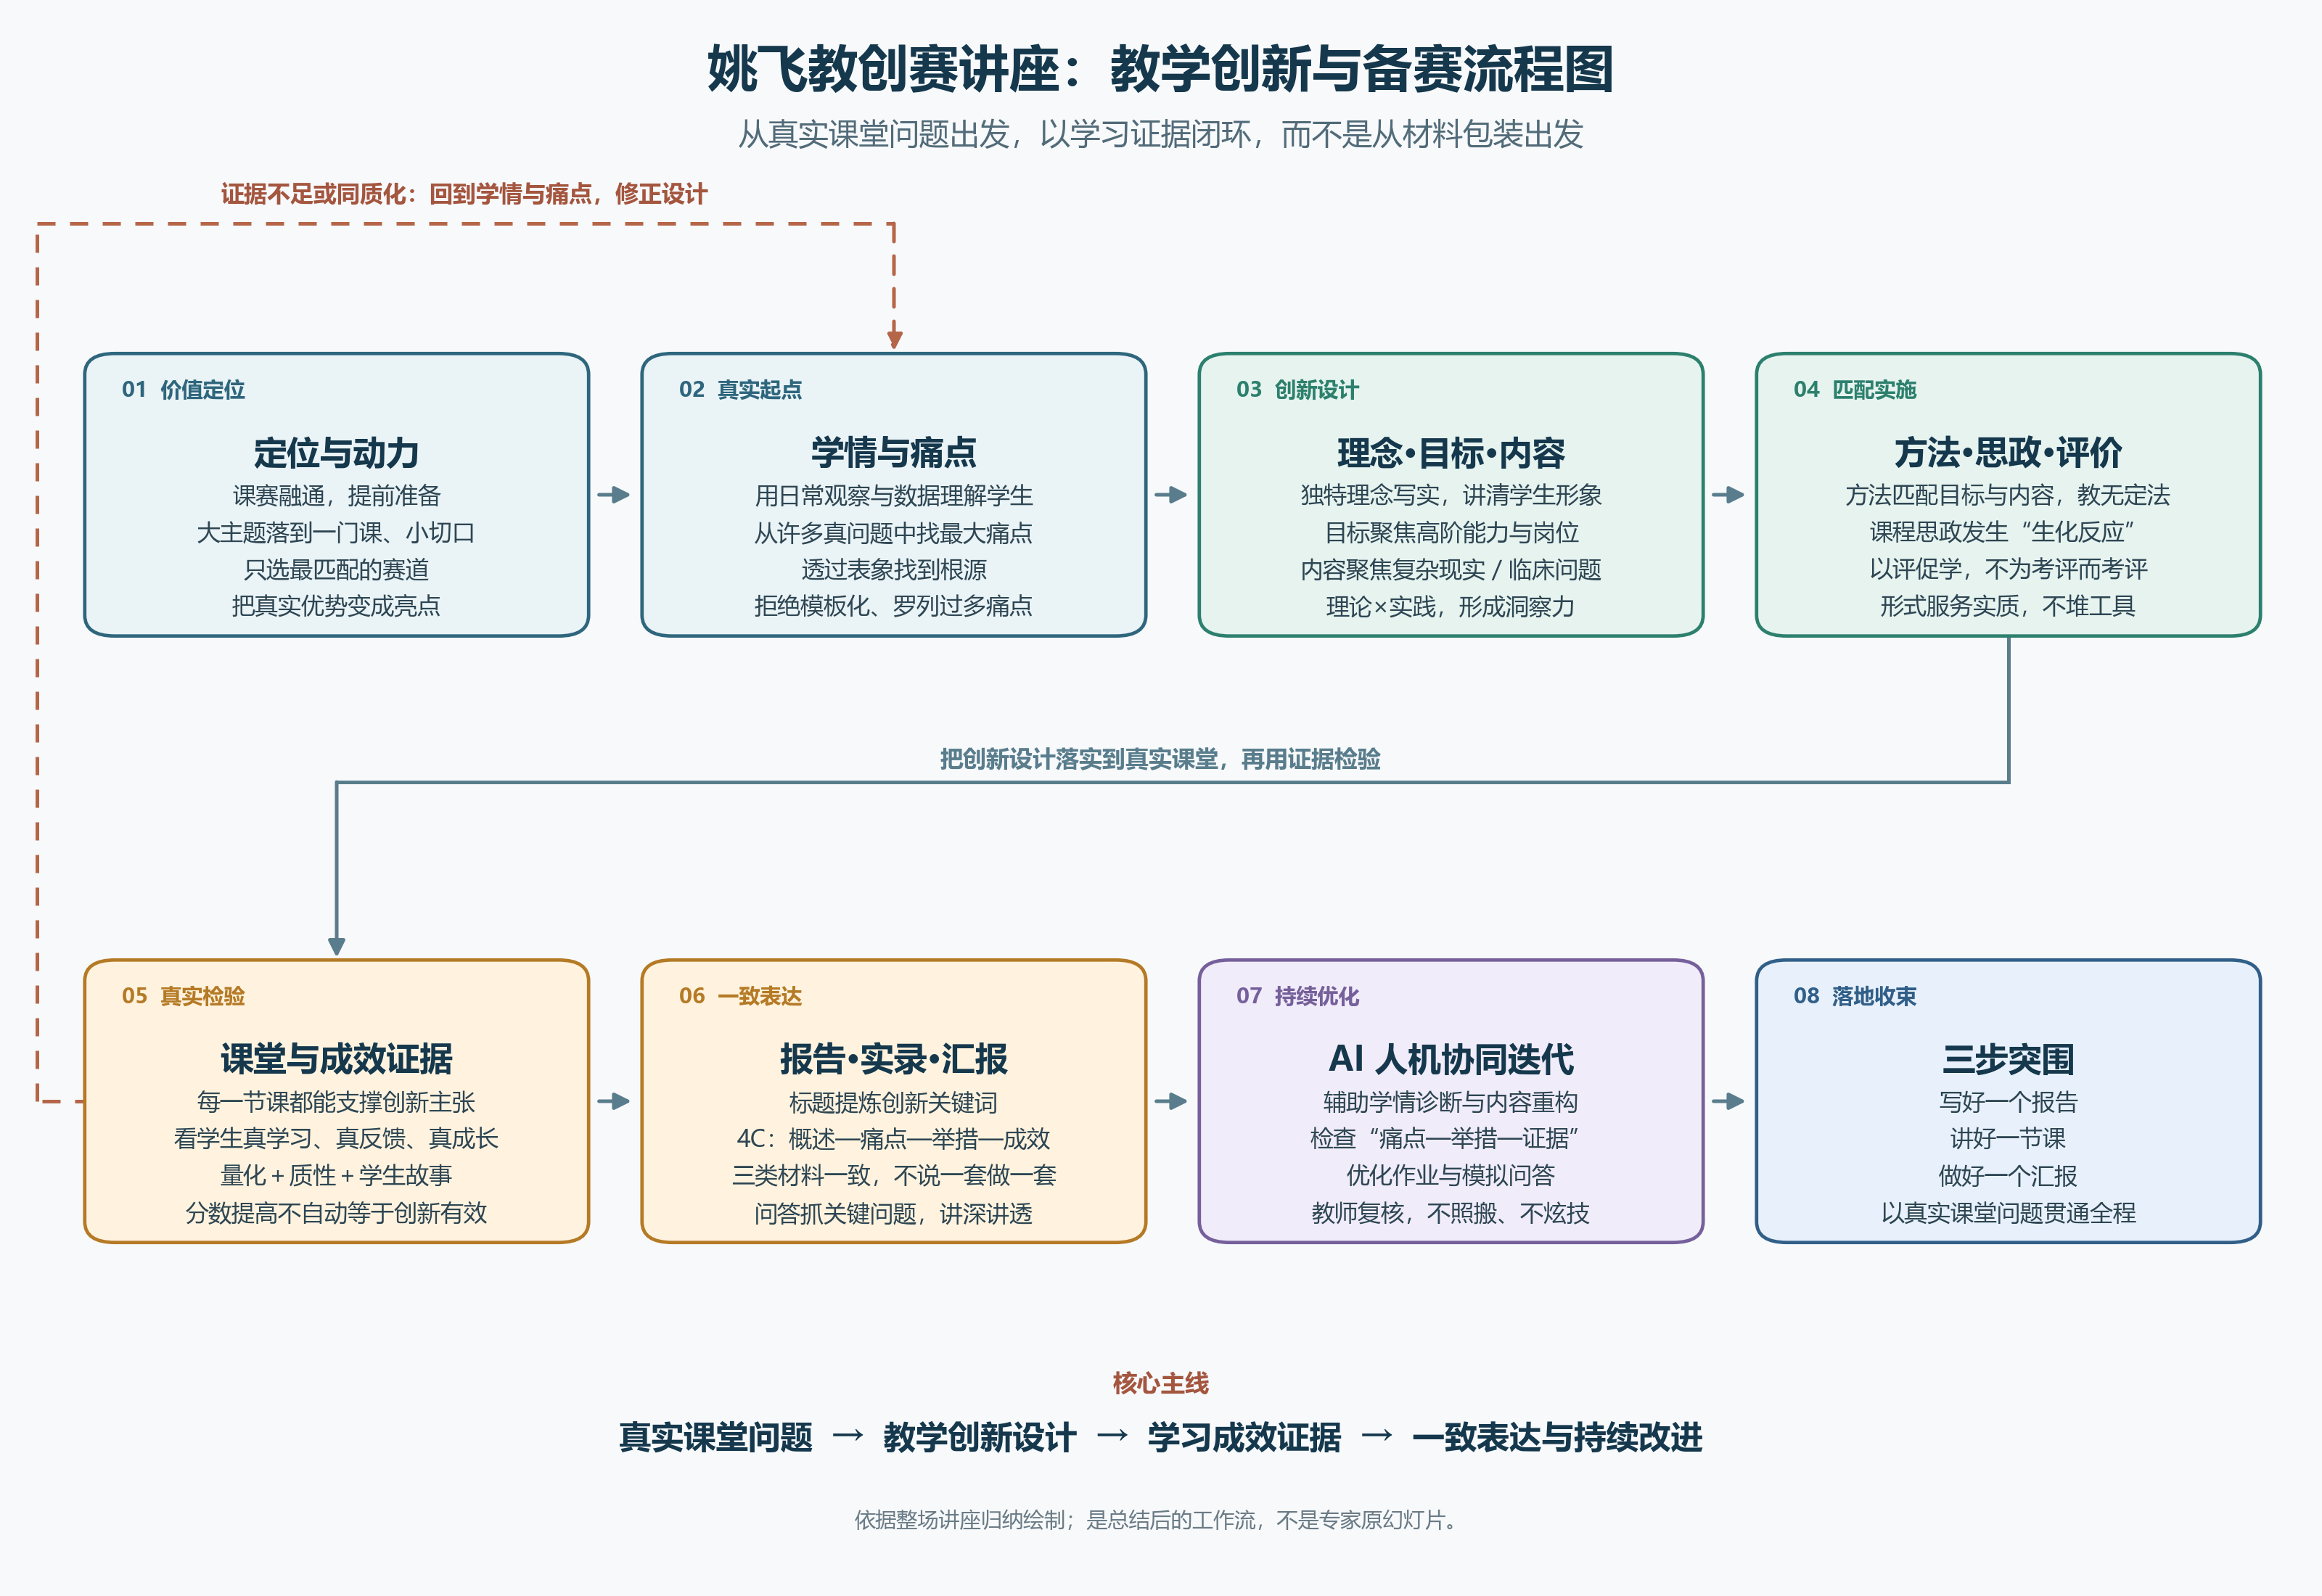 姚飞教创赛讲座：教学创新与备赛流程图
从真实课堂问题出发，以学习证据闭环，而不是从材料包装出发
证据不足或同质化：回到学情与痛点，修正设计
01 价值定位
定位与动力
课赛融通，提前准备
大主题落到一门课、小切口
只选最匹配的赛道
把真实优势变成亮点
02 真实起点
学情与痛点
用日常观察与数据理解学生
从许多真问题中找最大痛点
透过表象找到根源
拒绝模板化、罗列过多痛点
03 创新设计
理念•目标•内容
独特理念写实，讲清学生形象
目标聚焦高阶能力与岗位
内容聚焦复杂现实 / 临床问题
理论×实践，形成洞察力
04 匹配实施
方法•思政•评价
方法匹配目标与内容，教无定法
课程思政发生“生化反应”
以评促学，不为考评而考评
形式服务实质，不堆工具
把创新设计落实到真实课堂，再用证据检验
05 真实检验
课堂与成效证据
每一节课都能支撑创新主张
看学生真学习、真反馈、真成长
量化＋质性＋学生故事
分数提高不自动等于创新有效
06 一致表达
报告•实录•汇报
标题提炼创新关键词
4C：概述—痛点—举措—成效
三类材料一致，不说一套做一套
问答抓关键问题，讲深讲透
07 持续优化
AI 人机协同迭代
辅助学情诊断与内容重构
检查“痛点—举措—证据”
优化作业与模拟问答
教师复核，不照搬、不炫技
08 落地收束
三步突围
写好一个报告
讲好一节课
做好一个汇报
以真实课堂问题贯通全程
核心主线
真实课堂问题 → 教学创新设计 → 学习成效证据 → 一致表达与持续改进
依据整场讲座归纳绘制；是总结后的工作流，不是专家原幻灯片。